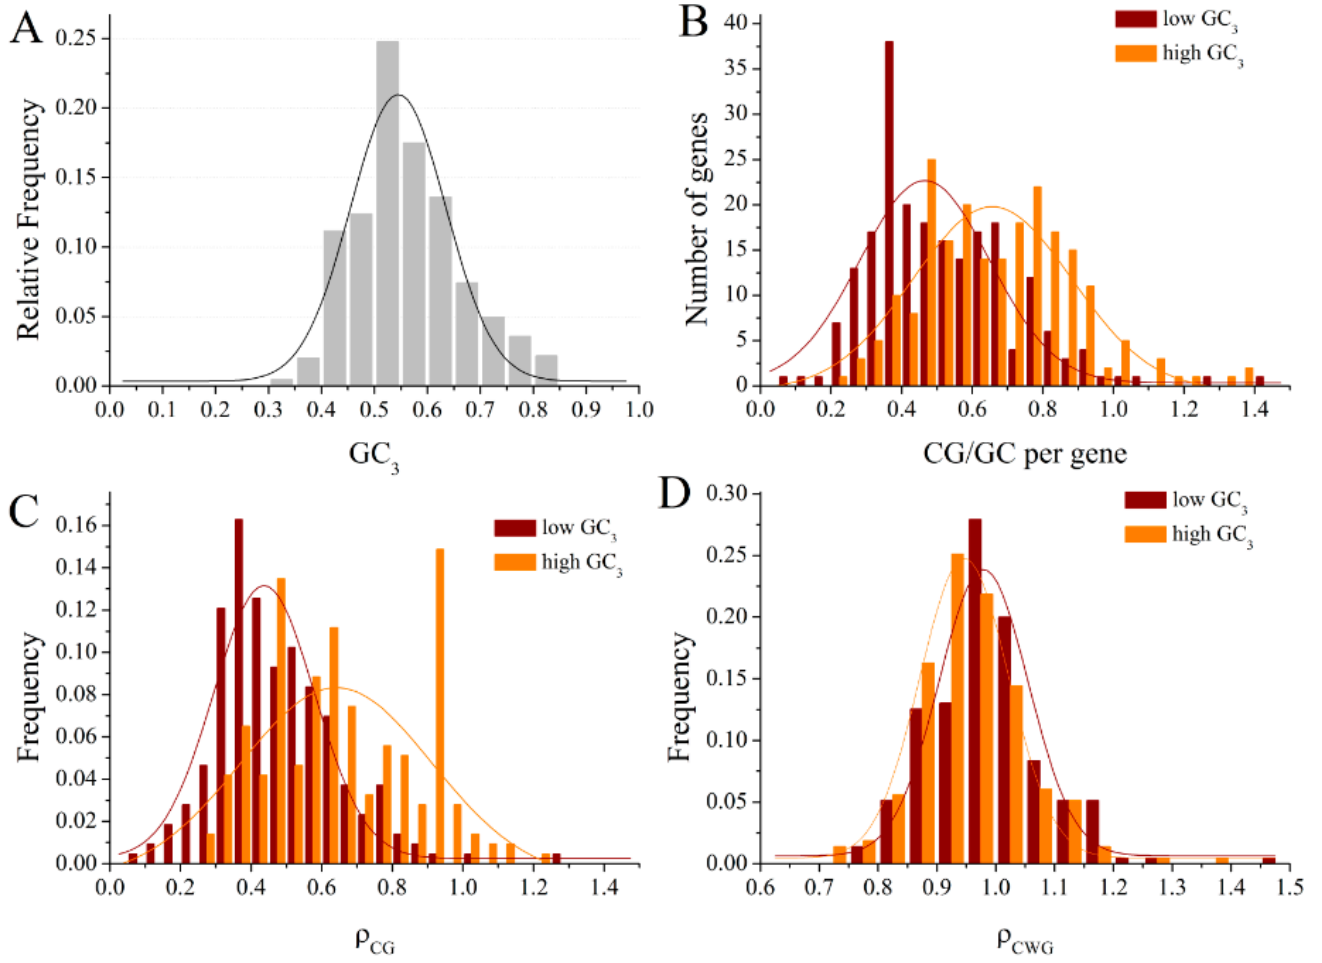 A
Relative Frequency
0.25
0.20
0.15
0.10
0.05
0.00
0.0 0.1 0.2 0.3 0.4 0.5 0.6 0.7 0.8 0.9 1.0
GC3
B
Number of genes
40
35
30
25
20
15
10
5
0
0.0 0.2 0.4 0.6 0.8 1.0 1.2 1.4
CG/GC per gene
low GC3
high GC3
C
Frequency
0.16
0.14
0.12
0.10
0.08
0.06
0.04
0.02
0.00
0.0 0.2 0.4 0.6 0.8 1.0 1.2 1.4
ρCG
low GC3
high GC3
D
Frequency
0.30
0.25
0.20
0.15
0.10
0.05
0.00
0.6 0.7 0.8 0.9 1.0 1.1 1.2 1.3 1.4 1.5
ρCWG
low GC3
high GC3